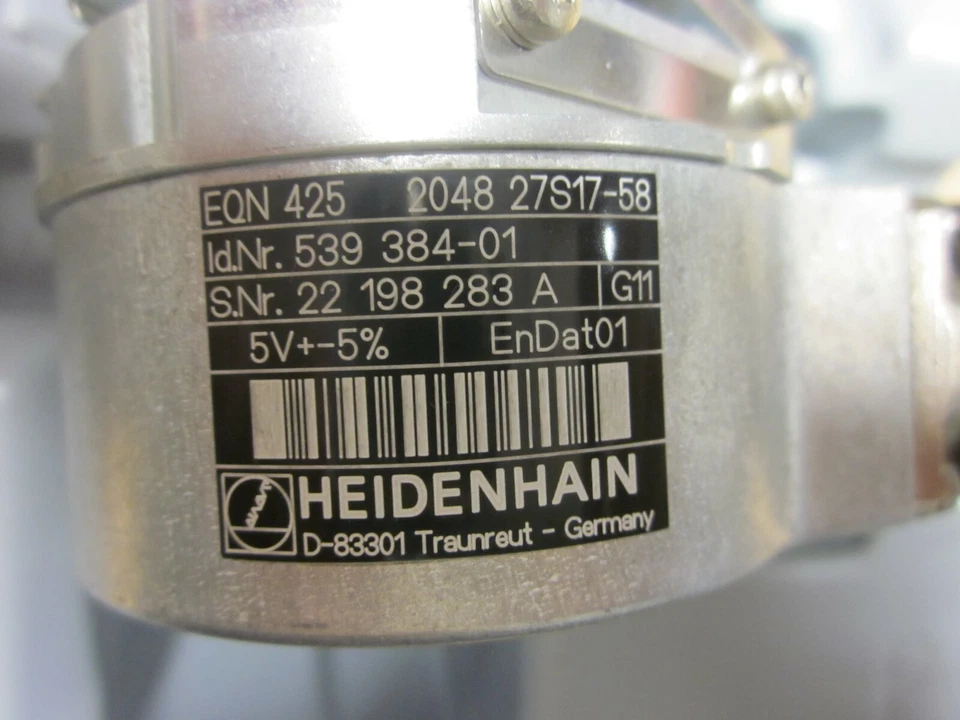 EQN 425 2048 27S17-58
Id.Nr. 539 384-01
S.Nr. 22 198 283 A G11
5V+-5% EnDat01
HEIDENHAIN
D-83301 Traunreut - Germany